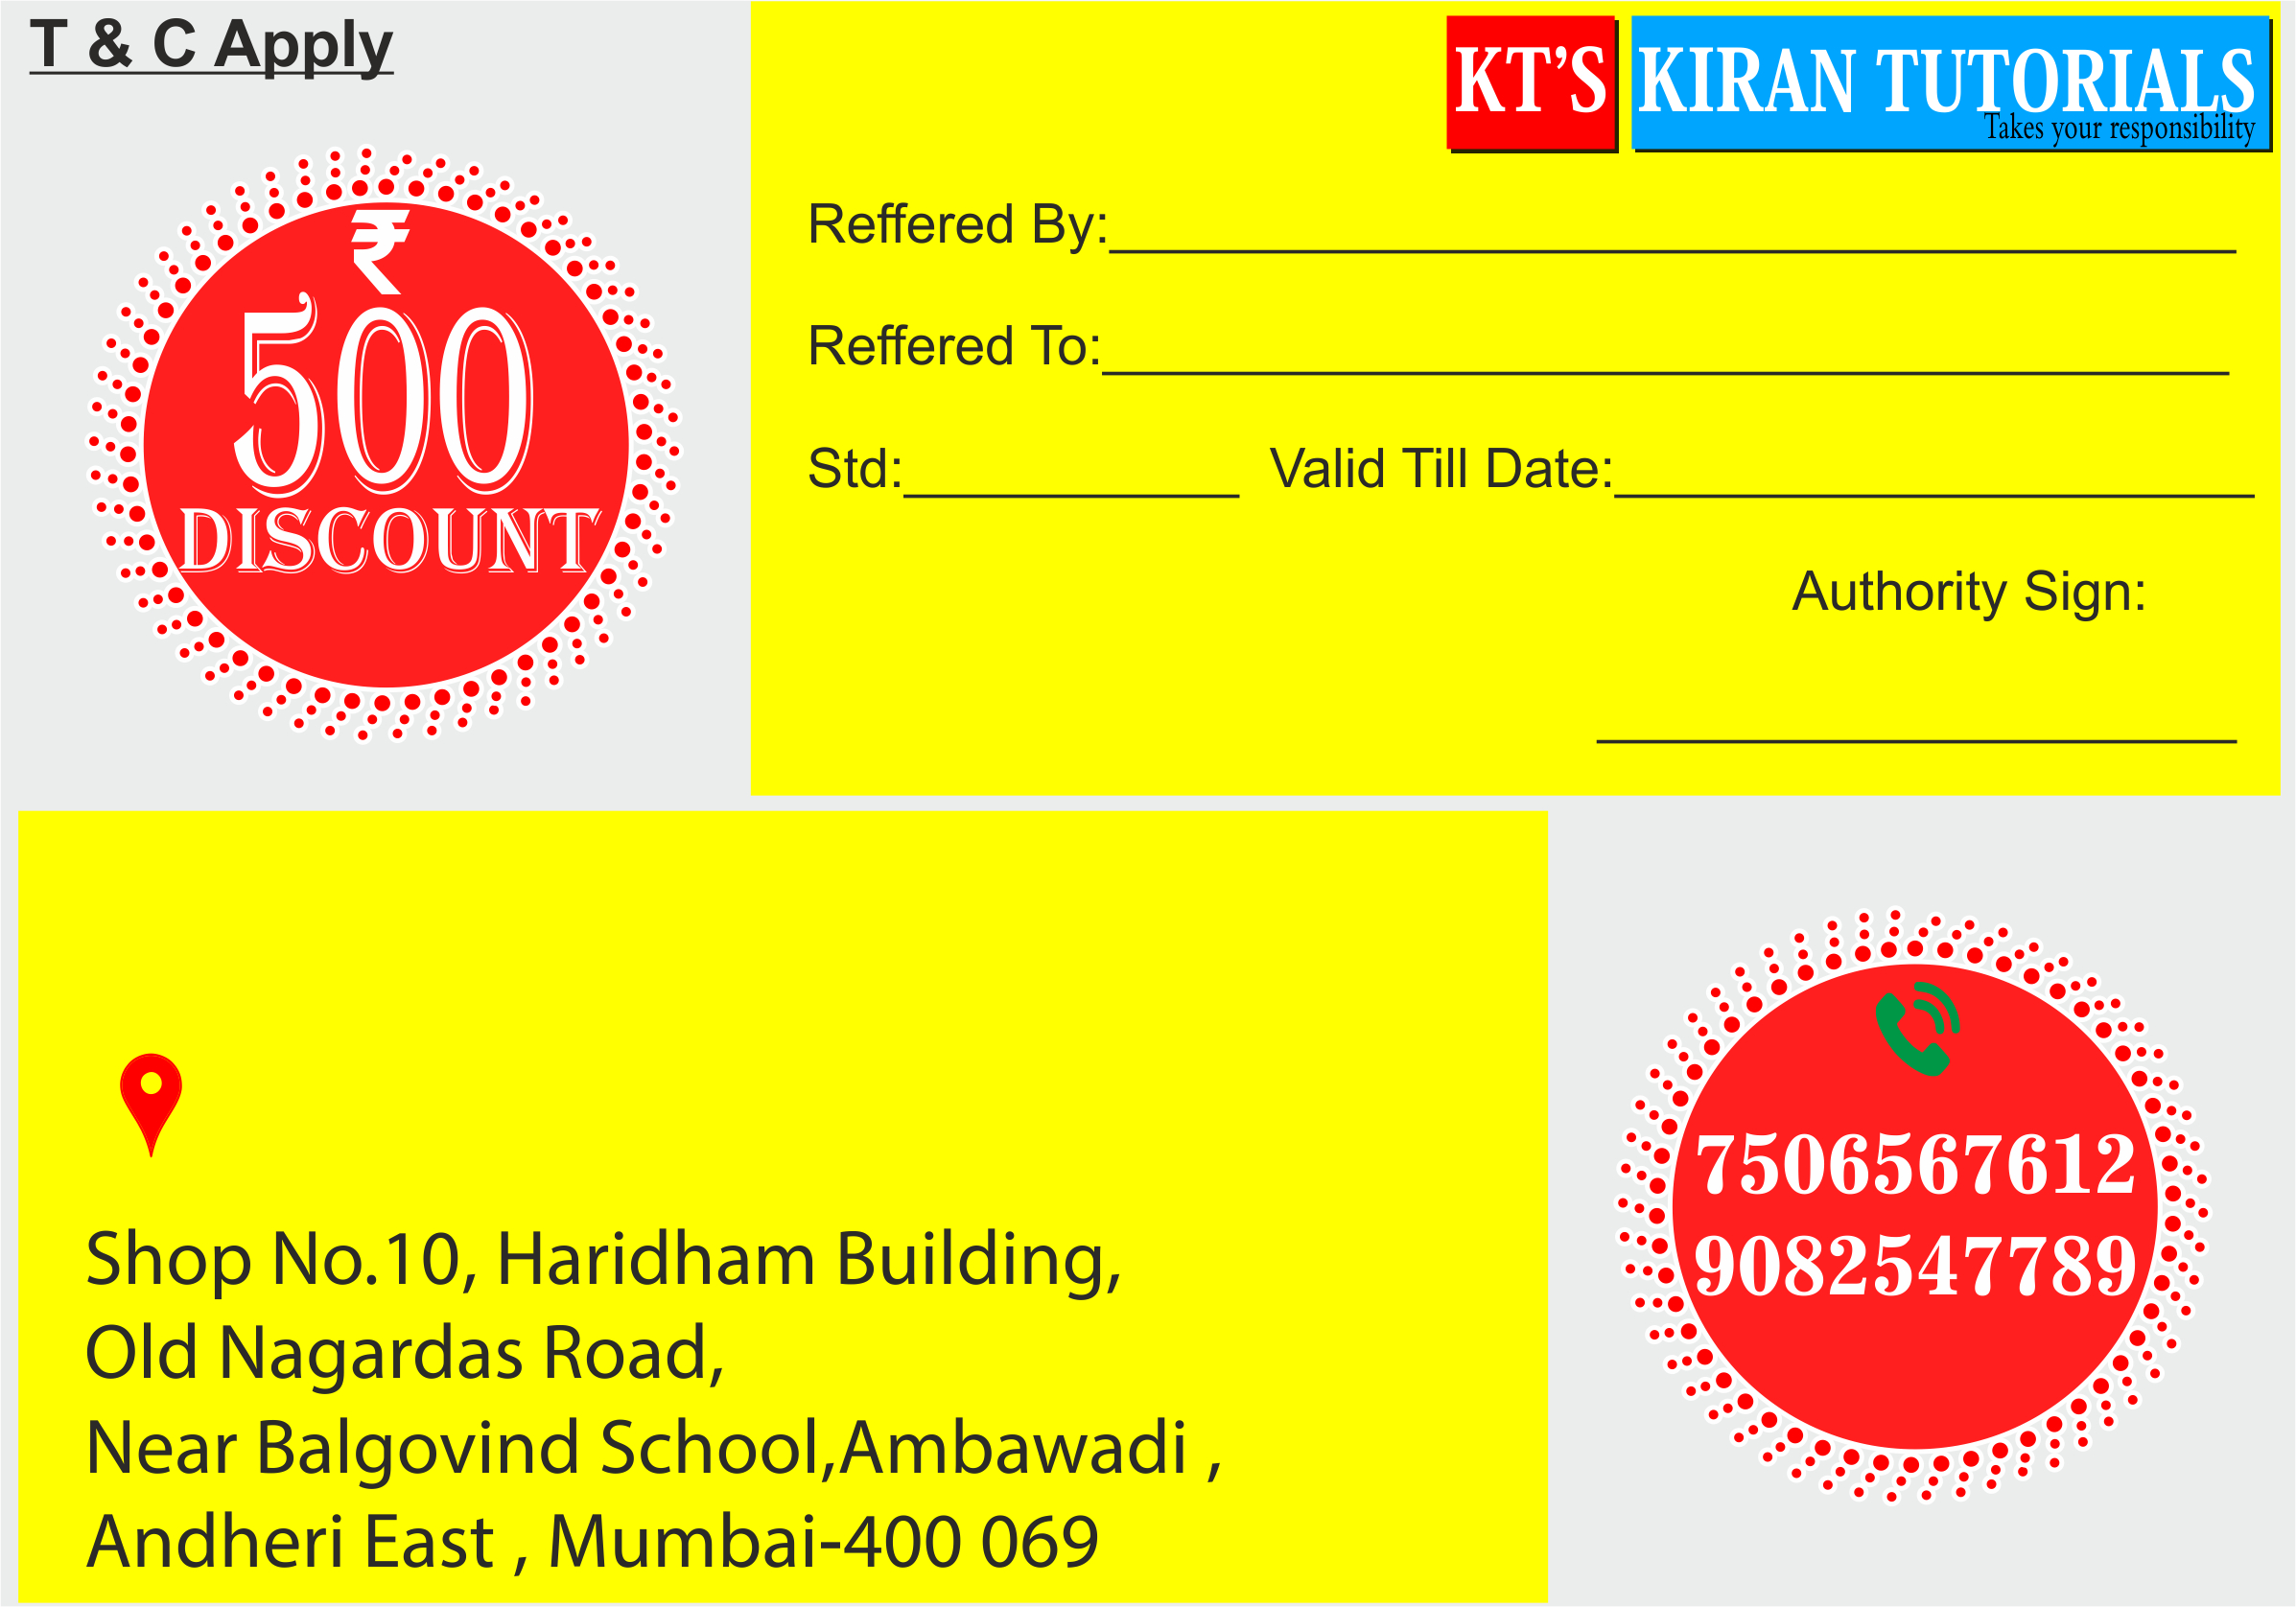 T & C Apply
₹
500
DISCOUNT
KT'S KIRAN TUTORIALS
Takes your responsibility
Reffered By:
Reffered To:
Std: Valid Till Date:
Authority Sign:
Shop No.10, Haridham Building,
Old Nagardas Road,
Near Balgovind School,Ambawadi ,
Andheri East , Mumbai-400 069
7506567612
9082547789